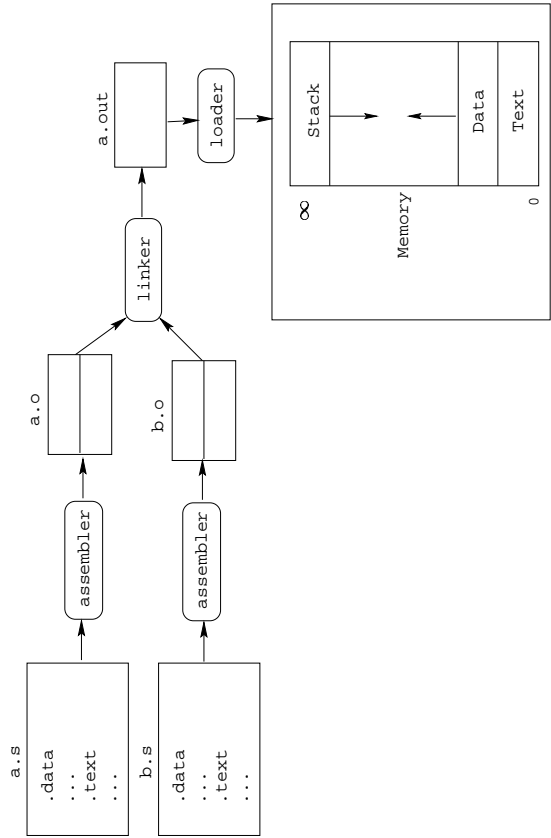 a.s
.data
...
.text
...
b.s
.data
...
.text
...
assembler
assembler
a.o
b.o
linker
a.out
loader
Memory
∞
0
Stack
Data
Text